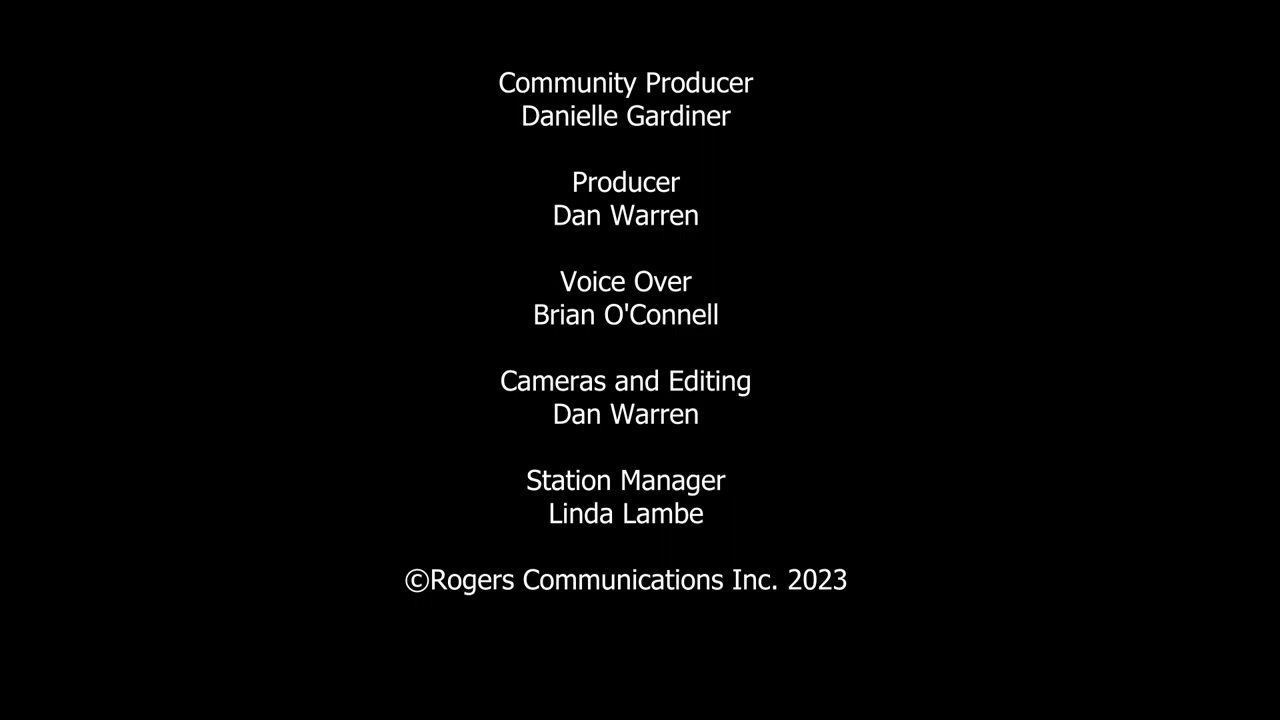 Community Producer
Danielle Gardiner
Producer
Dan Warren
Voice Over
Brian O'Connell
Cameras and Editing
Dan Warren
Station Manager
Linda Lambe
©Rogers Communications Inc. 2023